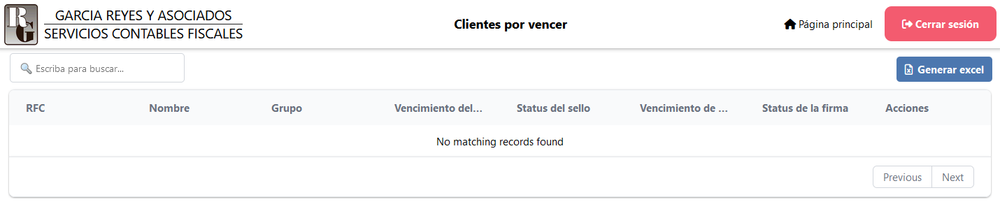 RG
GARCIA REYES Y ASOCIADOS
SERVICIOS CONTABLES FISCALES
Clientes por vencer
Página principal
Cerrar sesión
Escriba para buscar...
Generar excel
RFC Nombre Grupo Vencimiento del... Status del sello Vencimiento de ... Status de la firma Acciones
No matching records found
Previous Next